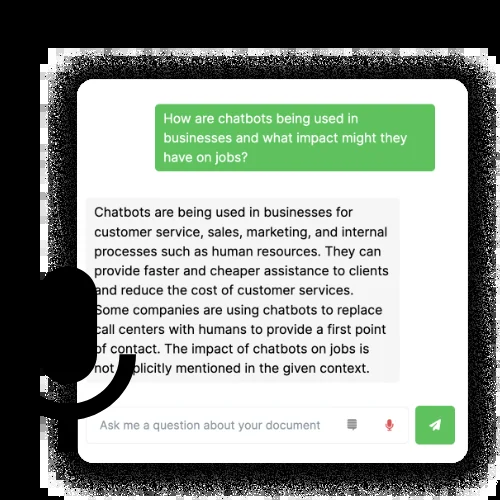 How are chatbots being used in
businesses and what impact might they
have on jobs?
Chatbots are being used in businesses for
customer service, sales, marketing, and internal
processes such as human resources. They can
provide faster and cheaper assistance to clients
and reduce the cost of customer services.
Some companies are using chatbots to replace
call centers with humans to provide a first point
of contact. The impact of chatbots on jobs is
not mentioned in the given context.
Ask me a question about your document